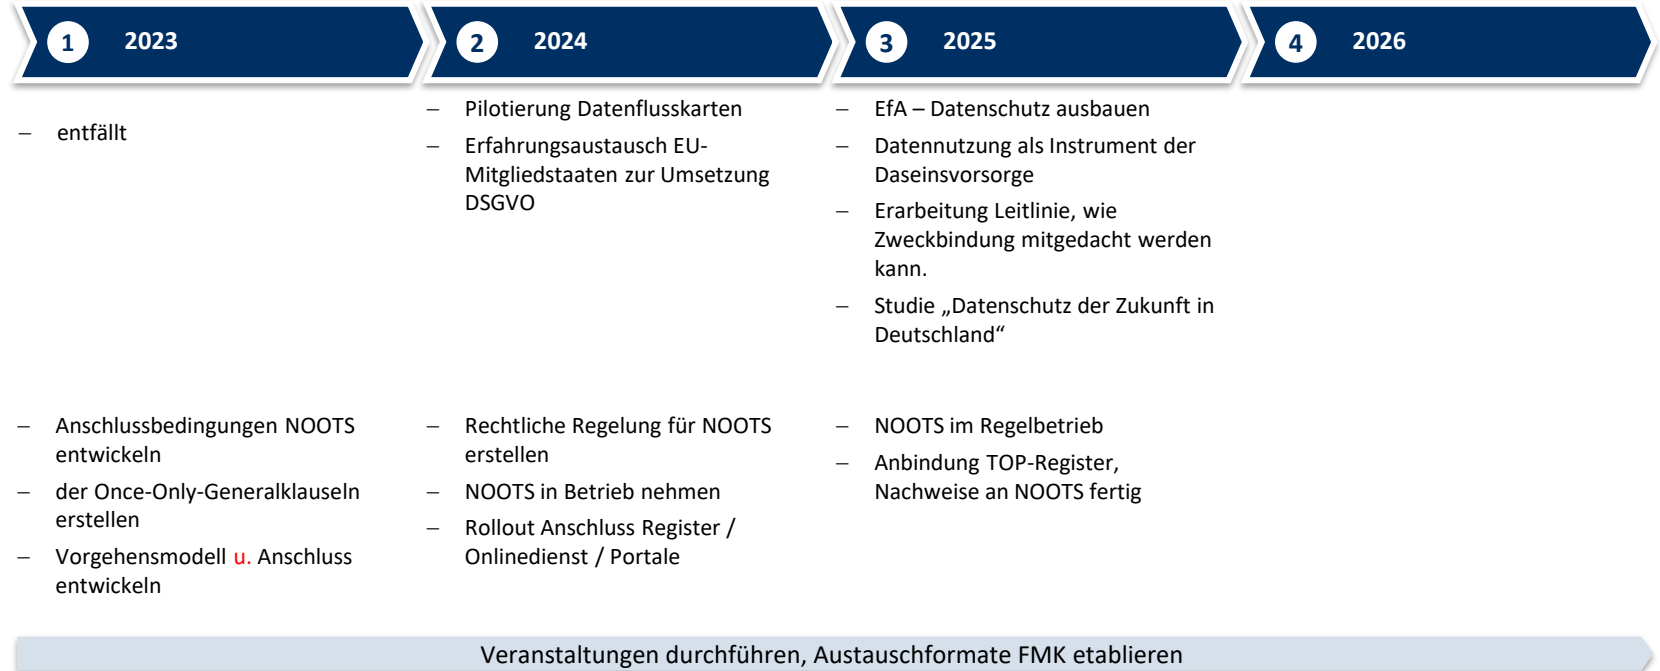 1 2023
2 2024
3 2025
4 2026
– entfällt
– Pilotierung Datenflusskarten
– Erfahrungsaustausch EU-
Mitgliedstaaten zur Umsetzung
DSGVO
– EfA – Datenschutz ausbauen
– Datennutzung als Instrument der
Daseinsvorsorge
– Erarbeitung Leitlinie, wie
Zweckbindung mitgedacht werden
kann.
– Studie „Datenschutz der Zukunft in
Deutschland“
– Anschlussbedingungen NOOTS
entwickeln
– der Once-Only-Generalklauseln
erstellen
– Vorgehensmodell u. Anschluss
entwickeln
– Rechtliche Regelung für NOOTS
erstellen
– NOOTS in Betrieb nehmen
– Rollout Anschluss Register /
Onlinedienst / Portale
– NOOTS im Regelbetrieb
– Anbindung TOP-Register,
Nachweise an NOOTS fertig
Veranstaltungen durchführen, Austauschformate FMK etablieren